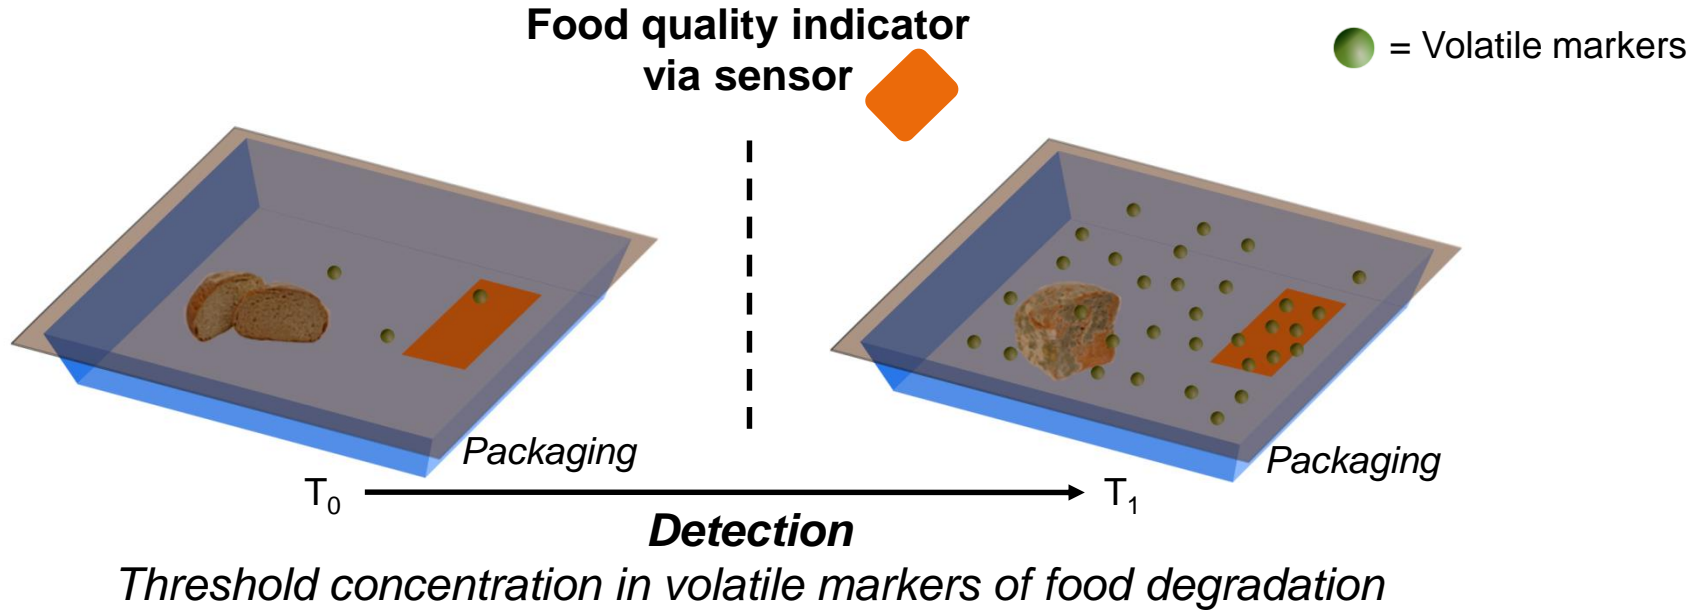 Food quality indicator
via sensor
= Volatile markers
Packaging
Packaging
T₀
T₁
Detection
Threshold concentration in volatile markers of food degradation